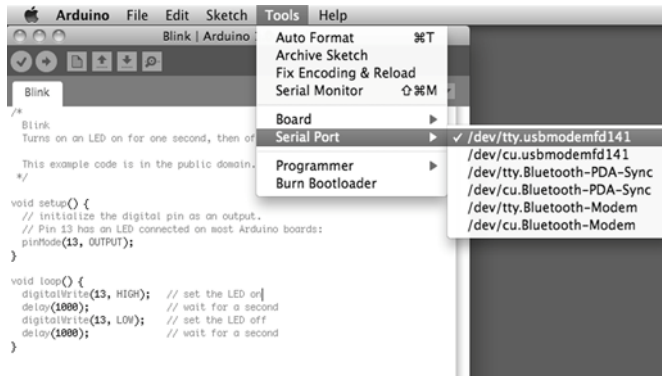 Arduino File Edit Sketch Tools Help
Blink | Arduino
Auto Format ⌘T
Archive Sketch
Fix Encoding & Reload
Serial Monitor ⇧⌘M
Board ▶
Serial Port ▶
Programmer ▶
Burn Bootloader
✓ /dev/tty.usbmodemfd141
/dev/cu.usbmodemfd141
/dev/tty.Bluetooth-PDA-Sync
/dev/cu.Bluetooth-PDA-Sync
/dev/tty.Bluetooth-Modem
/dev/cu.Bluetooth-Modem
Blink
/*
Blink
Turns on an LED on for one second, then of
This example code is in the public domain.
*/
void setup() {
// initialize the digital pin as an output.
// Pin 13 has an LED connected on most Arduino boards:
pinMode(13, OUTPUT);
}
void loop() {
digitalWrite(13, HIGH); // set the LED on
delay(1000); // wait for a second
digitalWrite(13, LOW); // set the LED off
delay(1000); // wait for a second
}